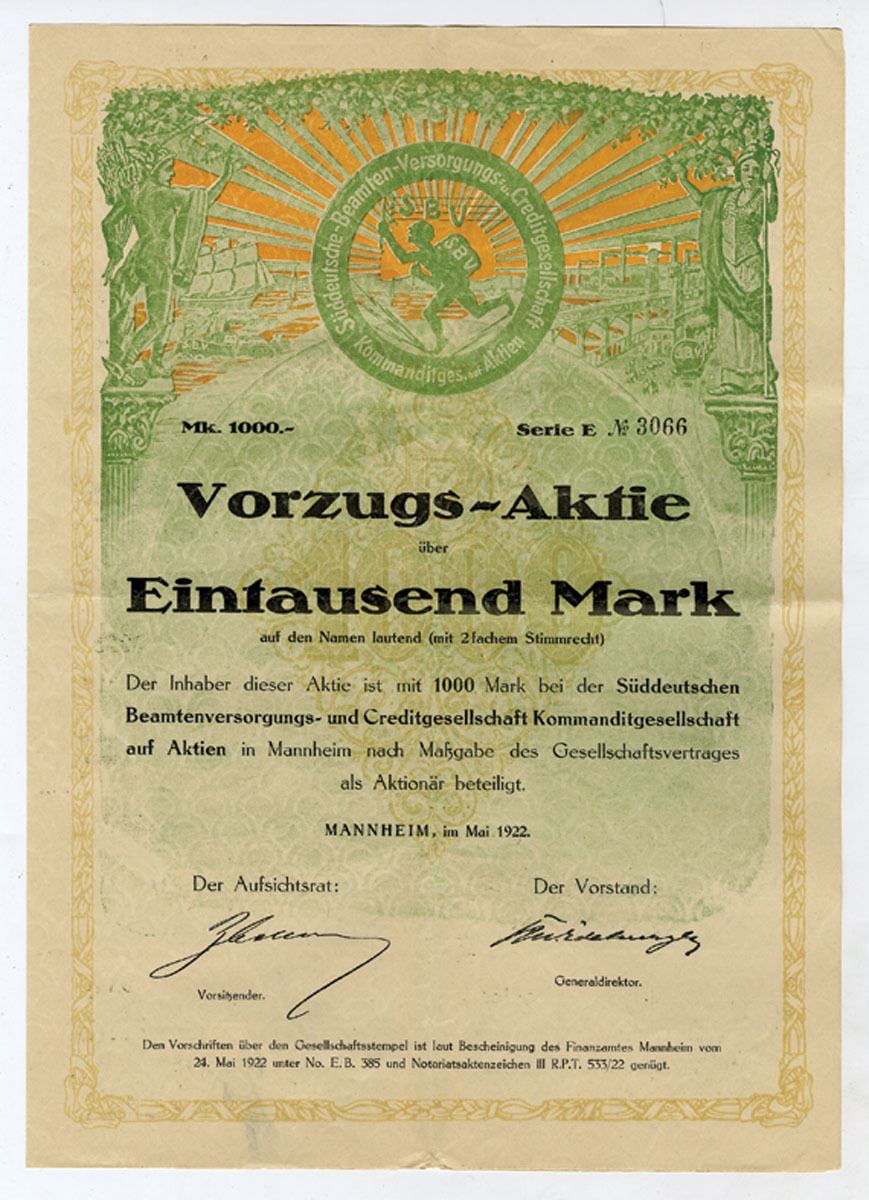 Süddeutsche-Beamten-Versorgungs- u. Creditgesellschaft
Kommanditges. auf Aktien
S.B.V
S.B.V.
S.B.V.
S.B.V.
Mk. 1000.-
Serie E № 3066
Vorzugs-Aktie
über
1000
Eintausend Mark
auf den Namen lautend (mit 2fachem Stimmrecht)
Der Inhaber dieser Aktie ist mit 1000 Mark bei der Süddeutschen
Beamtenversorgungs- und Creditgesellschaft Kommanditgesellschaft
auf Aktien in Mannheim nach Maßgabe des Gesellschaftsvertrages
als Aktionär beteiligt.
MANNHEIM, im Mai 1922.
Der Aufsichtsrat:
Der Vorstand:
Vorsitzender.
Generaldirektor.
Den Vorschriften über den Gesellschaftsstempel ist laut Bescheinigung des Finanzamtes Mannheim vom
24. Mai 1922 unter No. E. B. 385 und Notariatsaktenzeichen III R.P.T. 533/22 genügt.